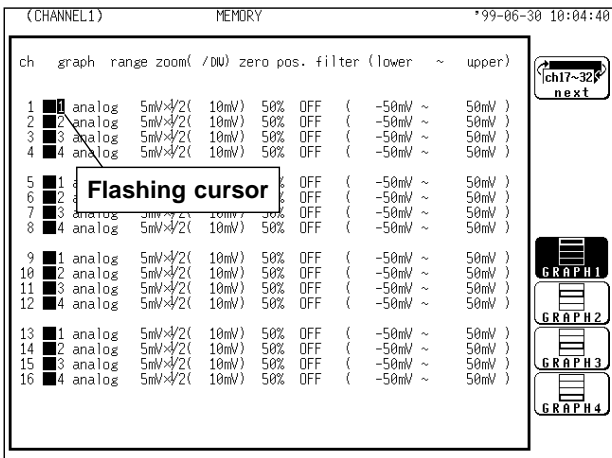 (CHANNEL1) MEMORY '99-06-30 10:04:40
ch graph range zoom( /DIV) zero pos. filter (lower ~ upper)
1 1 analog 5mV×1/2( 10mV) 50% OFF ( -50mV ~ 50mV )
2 2 analog 5mV×1/2( 10mV) 50% OFF ( -50mV ~ 50mV )
3 3 analog 5mV×1/2( 10mV) 50% OFF ( -50mV ~ 50mV )
4 4 analog 5mV×1/2( 10mV) 50% OFF ( -50mV ~ 50mV )
Flashing cursor
5 1 OFF ( -50mV ~ 50mV )
6 2 OFF ( -50mV ~ 50mV )
7 3 OFF ( -50mV ~ 50mV )
8 4 analog 5mV×1/2( 10mV) 50% OFF ( -50mV ~ 50mV )
9 1 analog 5mV×1/2( 10mV) 50% OFF ( -50mV ~ 50mV )
10 2 analog 5mV×1/2( 10mV) 50% OFF ( -50mV ~ 50mV )
11 3 analog 5mV×1/2( 10mV) 50% OFF ( -50mV ~ 50mV )
12 4 analog 5mV×1/2( 10mV) 50% OFF ( -50mV ~ 50mV )
13 1 analog 5mV×1/2( 10mV) 50% OFF ( -50mV ~ 50mV )
14 2 analog 5mV×1/2( 10mV) 50% OFF ( -50mV ~ 50mV )
15 3 analog 5mV×1/2( 10mV) 50% OFF ( -50mV ~ 50mV )
16 4 analog 5mV×1/2( 10mV) 50% OFF ( -50mV ~ 50mV )
ch17~32
next
GRAPH1
GRAPH2
GRAPH3
GRAPH4